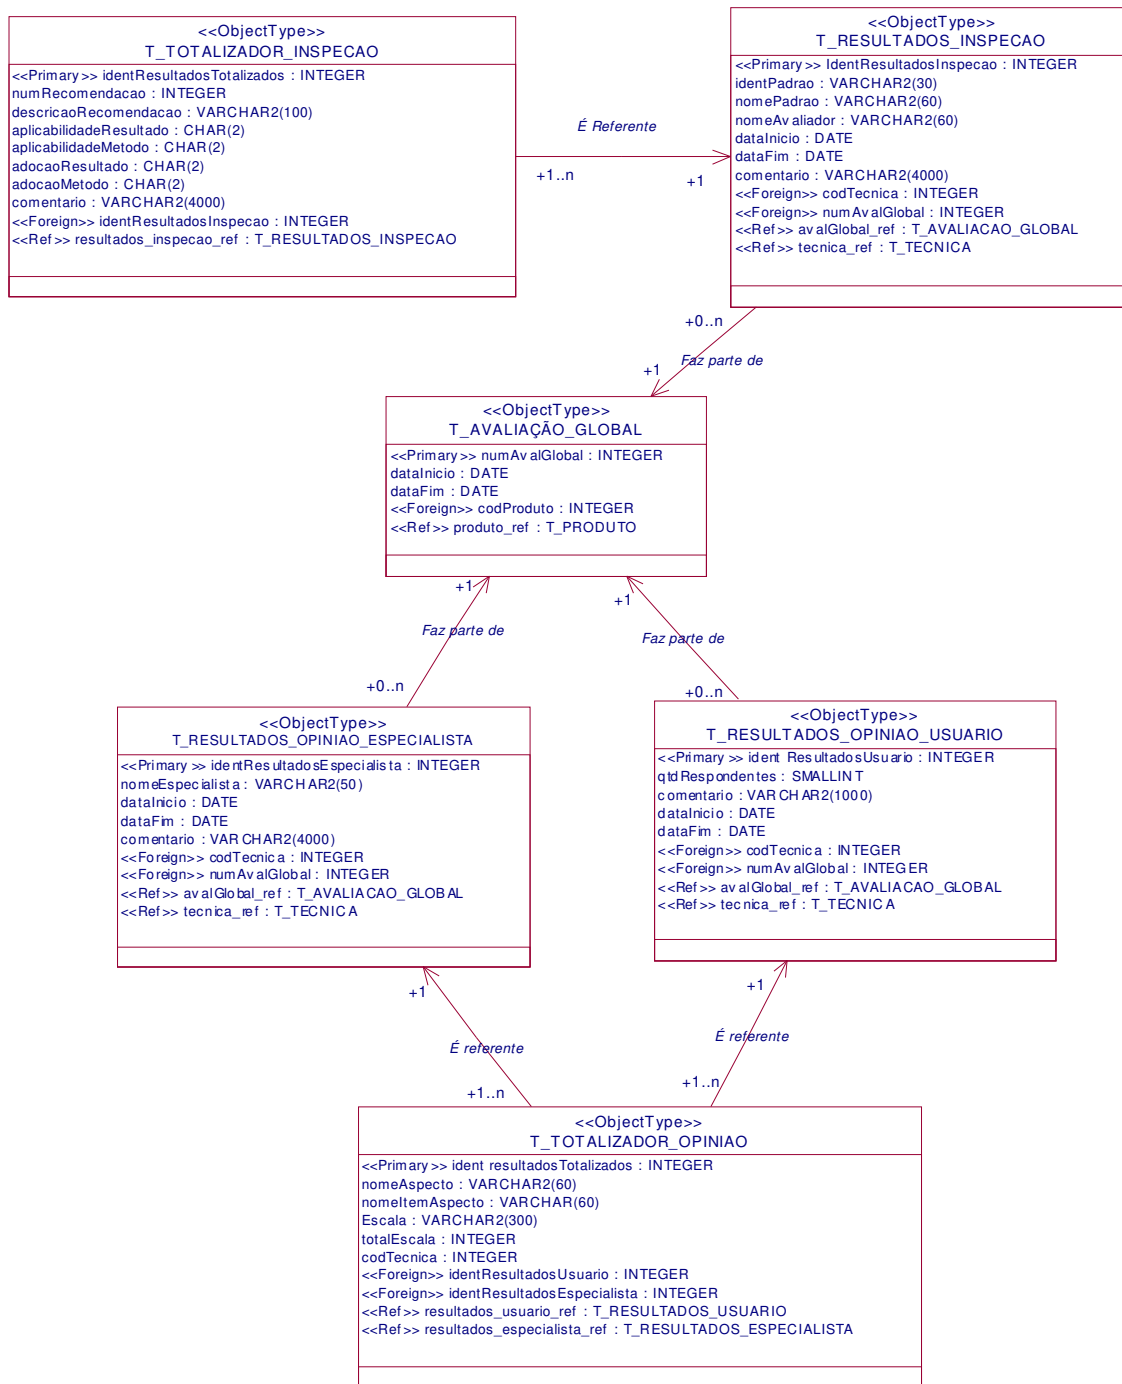 <<ObjectType>>
T_TOTALIZADOR_INSPECAO
<<Primary>> identResultadosTotalizados : INTEGER
numRecomendacao : INTEGER
descricaoRecomendacao : VARCHAR2(100)
aplicabilidadeResultado : CHAR(2)
aplicabilidadeMetodo : CHAR(2)
adocaoResultado : CHAR(2)
adocaoMetodo : CHAR(2)
comentario : VARCHAR2(4000)
<<Foreign>> identResultadosInspecao : INTEGER
<<Ref>> resultados_inspecao_ref : T_RESULTADOS_INSPECAO
É Referente
+1..n
+1
<<ObjectType>>
T_RESULTADOS_INSPECAO
<<Primary>> IdentResultadosInspecao : INTEGER
identPadrao : VARCHAR2(30)
nomePadrao : VARCHAR2(60)
nomeAvaliador : VARCHAR2(60)
dataInicio : DATE
dataFim : DATE
comentario : VARCHAR2(4000)
<<Foreign>> codTecnica : INTEGER
<<Foreign>> numAvalGlobal : INTEGER
<<Ref>> avalGlobal_ref : T_AVALIACAO_GLOBAL
<<Ref>> tecnica_ref : T_TECNICA
+0..n
Faz parte de
+1
<<ObjectType>>
T_AVALIAÇÃO_GLOBAL
<<Primary>> numAvalGlobal : INTEGER
dataInicio : DATE
dataFim : DATE
<<Foreign>> codProduto : INTEGER
<<Ref>> produto_ref : T_PRODUTO
+1
+1
Faz parte de
Faz parte de
+0..n
+0..n
<<ObjectType>>
T_RESULTADOS_OPINIAO_ESPECIALISTA
<<Primary>> identResultadosEspecialista : INTEGER
nomeEspecialista : VARCHAR2(50)
dataInicio : DATE
dataFim : DATE
comentario : VARCHAR2(4000)
<<Foreign>> codTecnica : INTEGER
<<Foreign>> numAvalGlobal : INTEGER
<<Ref>> avalGlobal_ref : T_AVALIACAO_GLOBAL
<<Ref>> tecnica_ref : T_TECNICA
<<ObjectType>>
T_RESULTADOS_OPINIAO_USUARIO
<<Primary>> ident ResultadosUsuario : INTEGER
qtdRespondentes : SMALLINT
comentario : VARCHAR2(1000)
dataInicio : DATE
dataFim : DATE
<<Foreign>> codTecnica : INTEGER
<<Foreign>> numAvalGlobal : INTEGER
<<Ref>> avalGlobal_ref : T_AVALIACAO_GLOBAL
<<Ref>> tecnica_ref : T_TECNICA
+1
+1
É referente
É referente
+1..n
+1..n
<<ObjectType>>
T_TOTALIZADOR_OPINIAO
<<Primary>> ident resultadosTotalizados : INTEGER
nomeAspecto : VARCHAR2(60)
nomeItemAspecto : VARCHAR(60)
Escala : VARCHAR2(300)
totalEscala : INTEGER
codTecnica : INTEGER
<<Foreign>> identResultadosUsuario : INTEGER
<<Foreign>> identResultadosEspecialista : INTEGER
<<Ref>> resultados_usuario_ref : T_RESULTADOS_USUARIO
<<Ref>> resultados_especialista_ref : T_RESULTADOS_ESPECIALISTA